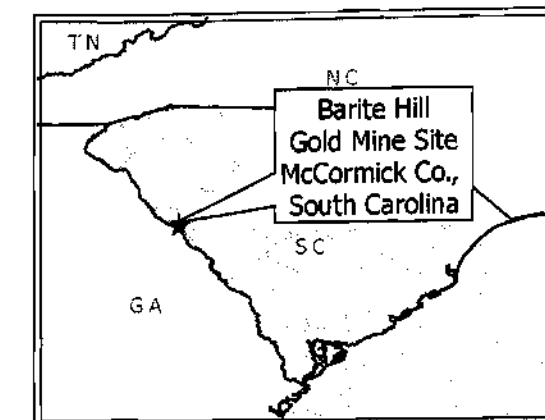 TN
NC
Barite Hill
Gold Mine Site
McCormick Co.,
South Carolina
SC
GA